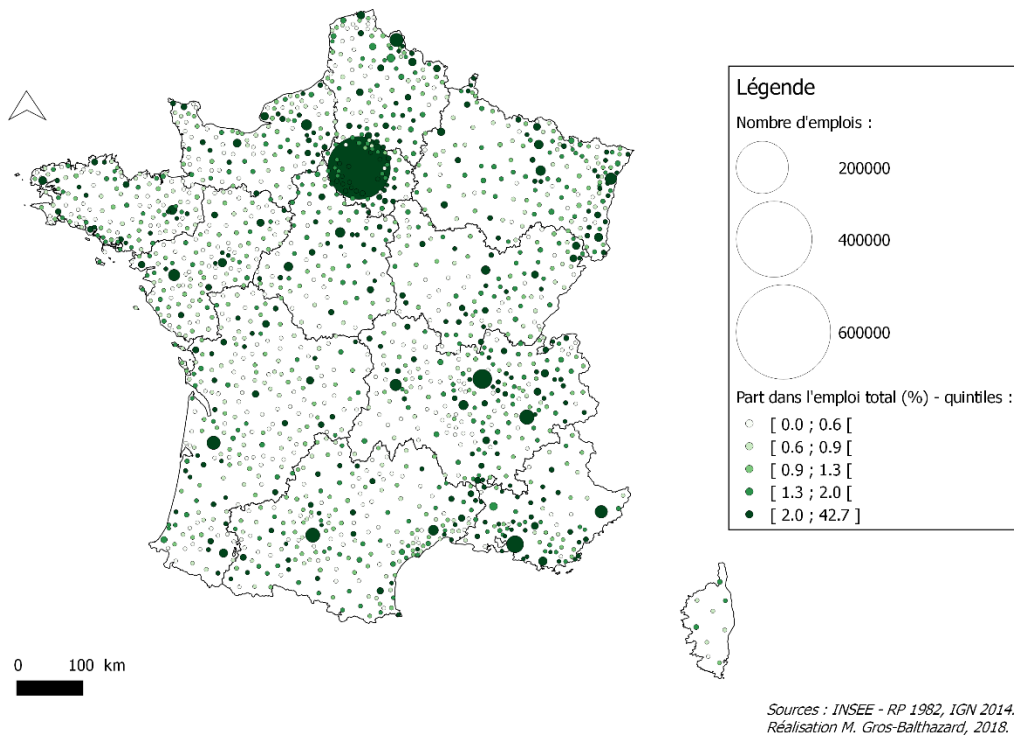 Légende
Nombre d'emplois :
200000
400000
600000
Part dans l'emploi total (%) - quintiles :
[ 0.0 ; 0.6 [
[ 0.6 ; 0.9 [
[ 0.9 ; 1.3 [
[ 1.3 ; 2.0 [
[ 2.0 ; 42.7 ]
0 100 km
Sources : INSEE - RP 1982, IGN 2014.
Réalisation M. Gros-Balthazard, 2018.